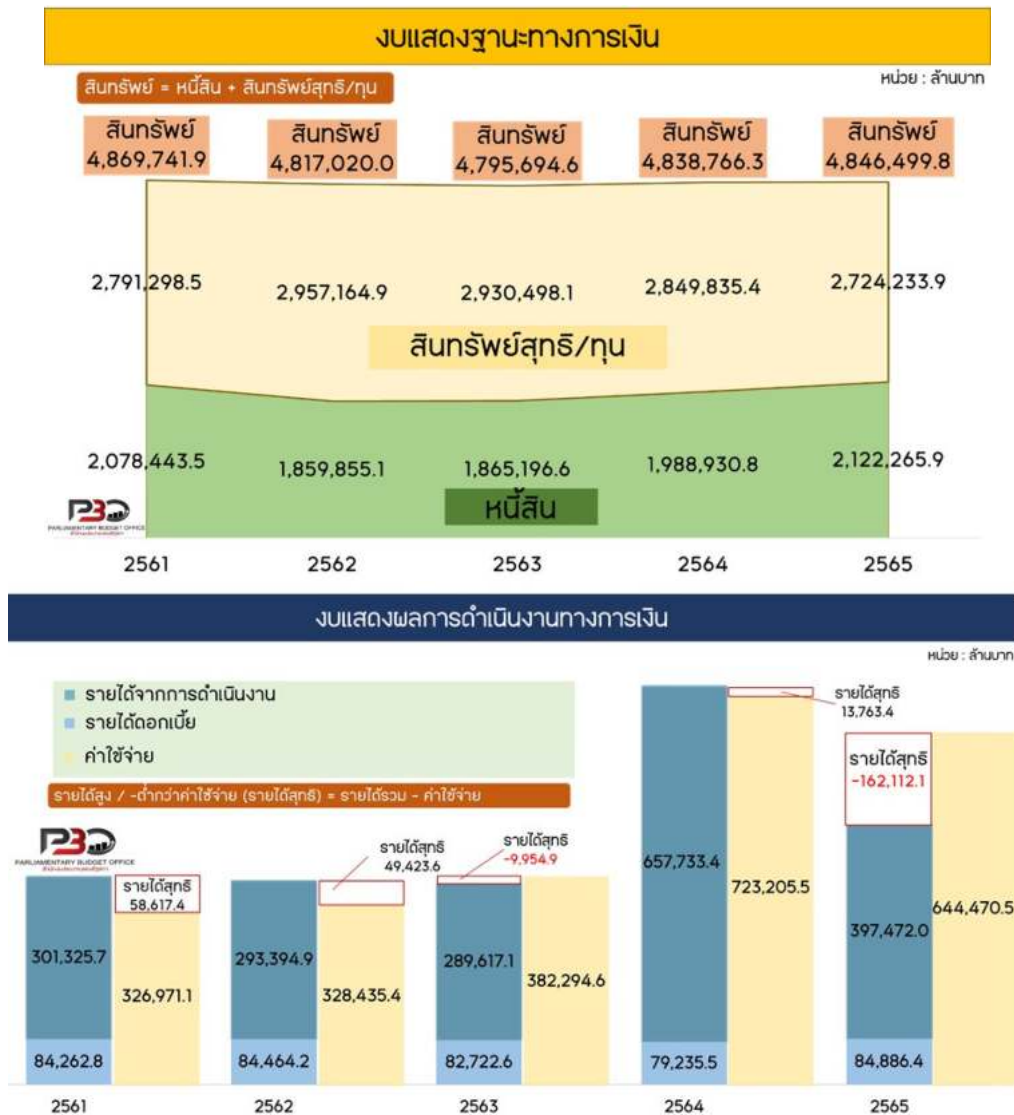 งบแสดงฐานะทางการเงิน
สินทรัพย์ = หนี้สิน + สินทรัพย์สุทธิ/ทุน
หน่วย : ล้านบาท
สินทรัพย์ สินทรัพย์ สินทรัพย์ สินทรัพย์ สินทรัพย์
4,869,741.9 4,817,020.0 4,795,694.6 4,838,766.3 4,846,499.8
2,791,298.5 2,957,164.9 2,930,498.1 2,849,835.4 2,724,233.9
สินทรัพย์สุทธิ/ทุน
2,078,443.5 1,859,855.1 1,865,196.6 1,988,930.8 2,122,265.9
หนี้สิน
PBO
PARLIAMENTARY BUDGET OFFICE
2561 2562 2563 2564 2565
งบแสดงผลการดำเนินงานทางการเงิน
หน่วย : ล้านบาท
รายได้จากการดำเนินงาน
รายได้ดอกเบี้ย
ค่าใช้จ่าย
รายได้สูง / -ต่ำกว่าค่าใช้จ่าย (รายได้สุทธิ) = รายได้รวม - ค่าใช้จ่าย
PBO
PARLIAMENTARY BUDGET OFFICE
รายได้สุทธิ
58,617.4
รายได้สุทธิ
49,423.6
รายได้สุทธิ
-9,954.9
รายได้สุทธิ
13,763.4
รายได้สุทธิ
-162,112.1
301,325.7 326,971.1 293,394.9 328,435.4 289,617.1 382,294.6 657,733.4 723,205.5 397,472.0 644,470.5
84,262.8 84,464.2 82,722.6 79,235.5 84,886.4
2561 2562 2563 2564 2565